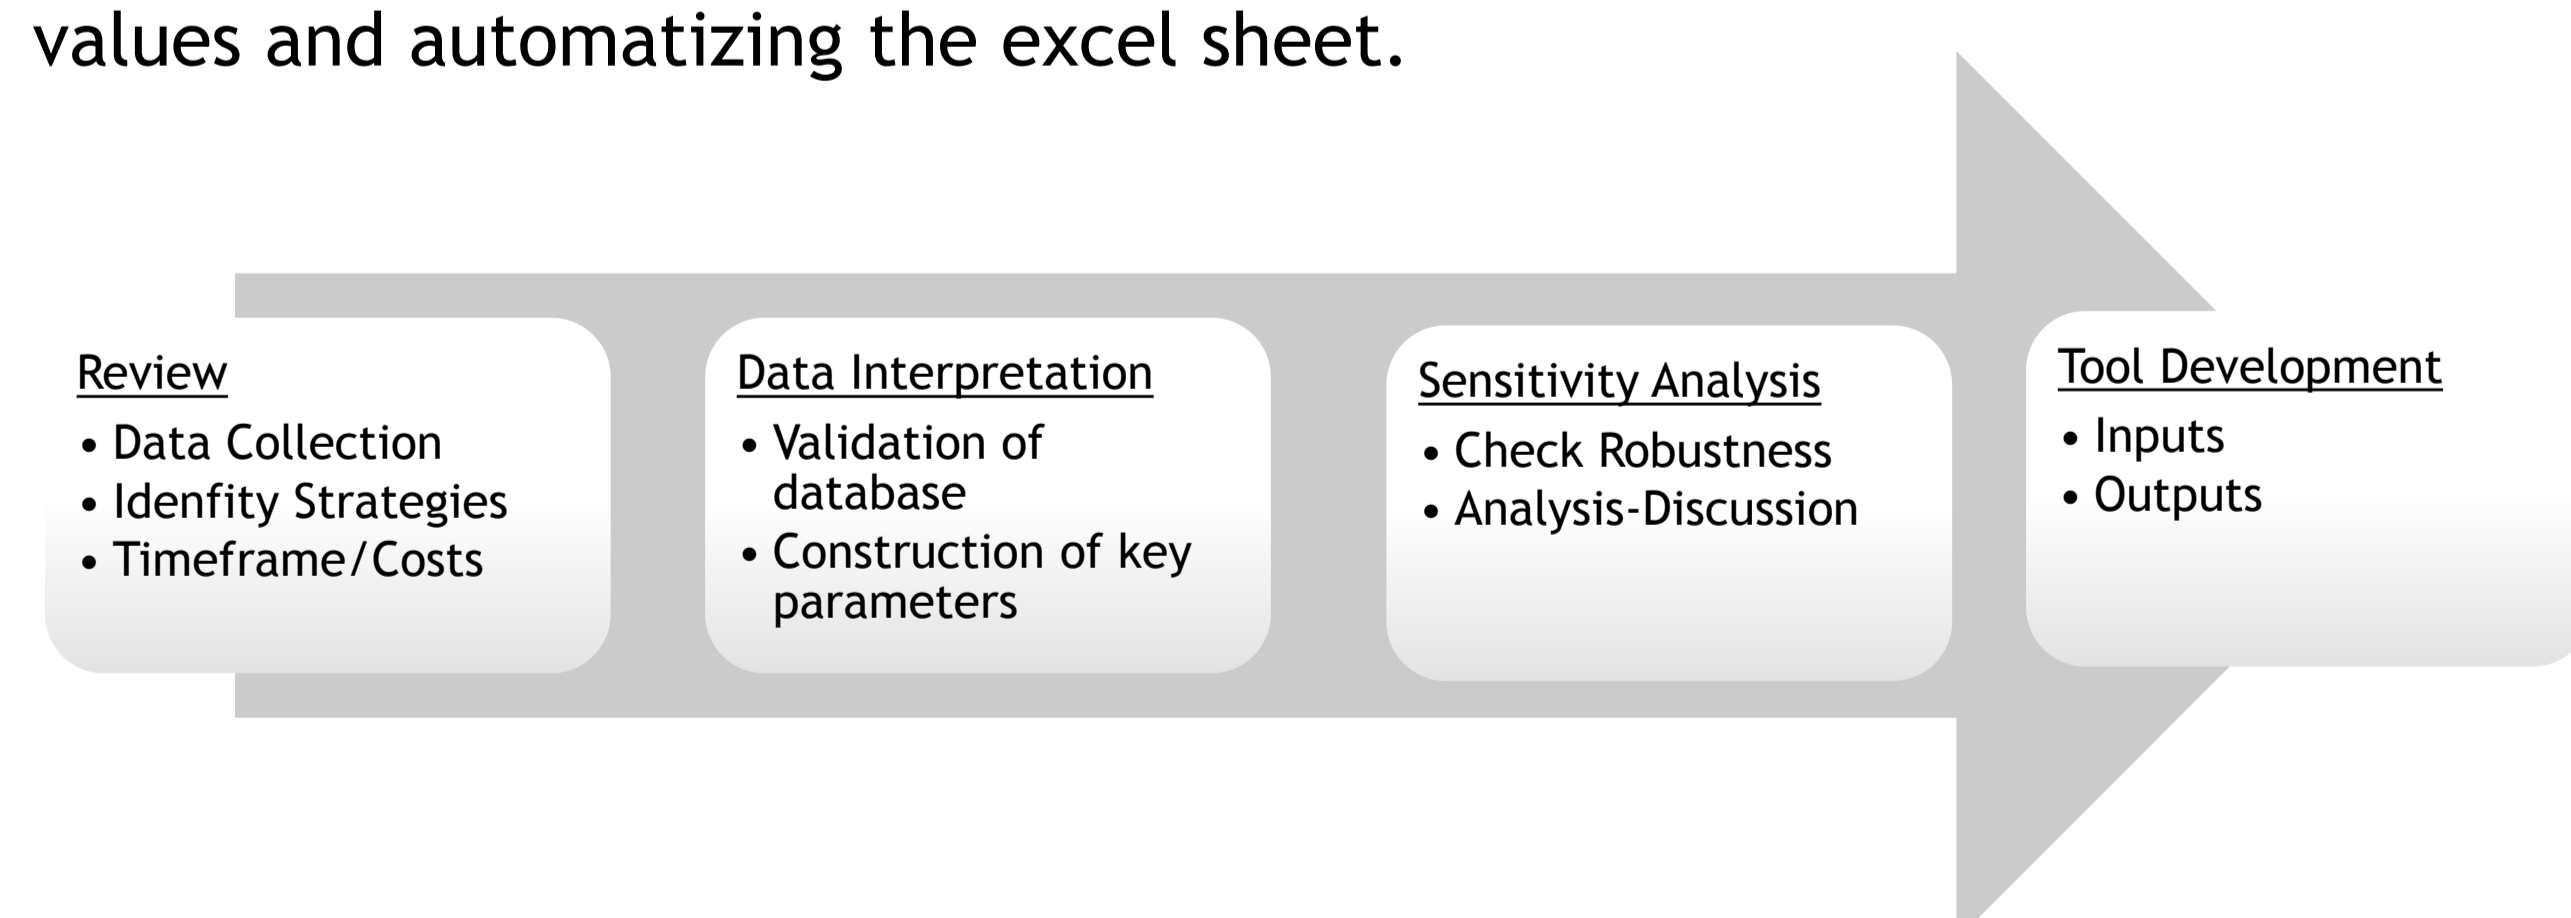 values and automatizing the excel sheet.
Review
• Data Collection
• Idenfity Strategies
• Timeframe/Costs
Data Interpretation
• Validation of
database
• Construction of key
parameters
Sensitivity Analysis
• Check Robustness
• Analysis-Discussion
Tool Development
• Inputs
• Outputs